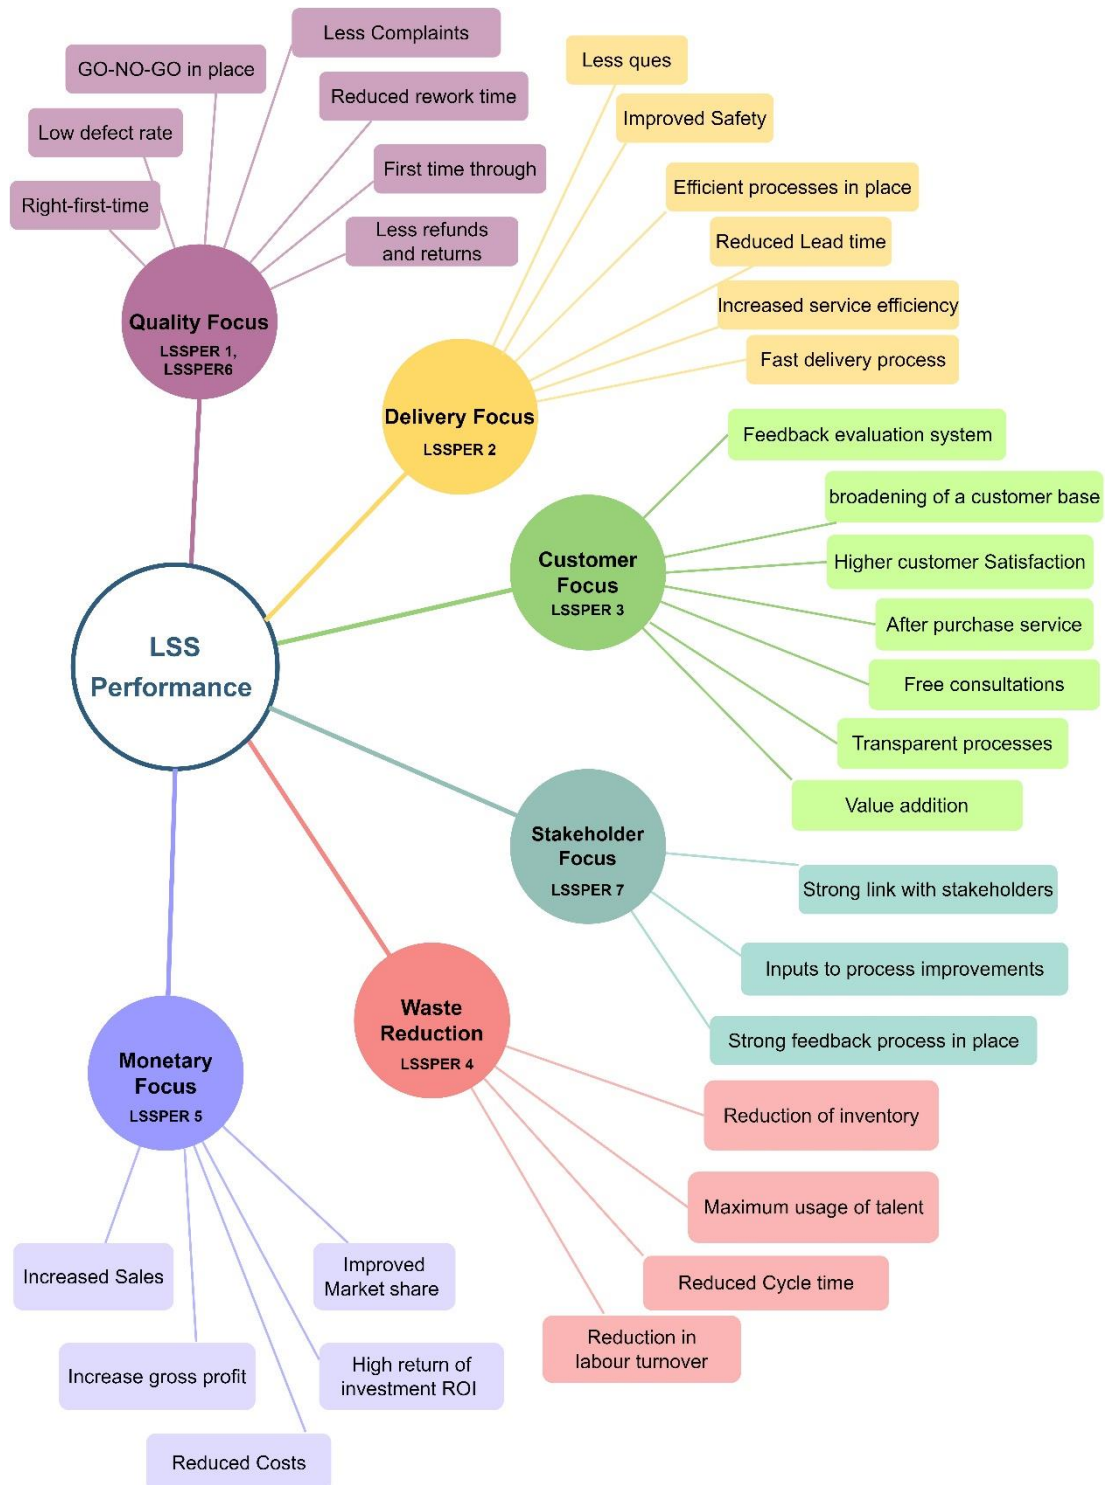 Less Complaints
GO-NO-GO in place
Reduced rework time
Low defect rate
First time through
Right-first-time
Less refunds
and returns
Quality Focus
LSSPER 1,
LSSPER6
Less ques
Improved Safety
Efficient processes in place
Reduced Lead time
Increased service efficiency
Fast delivery process
Delivery Focus
LSSPER 2
Feedback evaluation system
broadening of a customer base
Higher customer Satisfaction
After purchase service
Free consultations
Transparent processes
Value addition
Customer
Focus
LSSPER 3
LSS
Performance
Stakeholder
Focus
LSSPER 7
Strong link with stakeholders
Inputs to process improvements
Strong feedback process in place
Waste
Reduction
LSSPER 4
Reduction of inventory
Maximum usage of talent
Reduced Cycle time
Reduction in
labour turnover
Monetary
Focus
LSSPER 5
Increased Sales
Improved
Market share
Increase gross profit
High return of
investment ROI
Reduced Costs